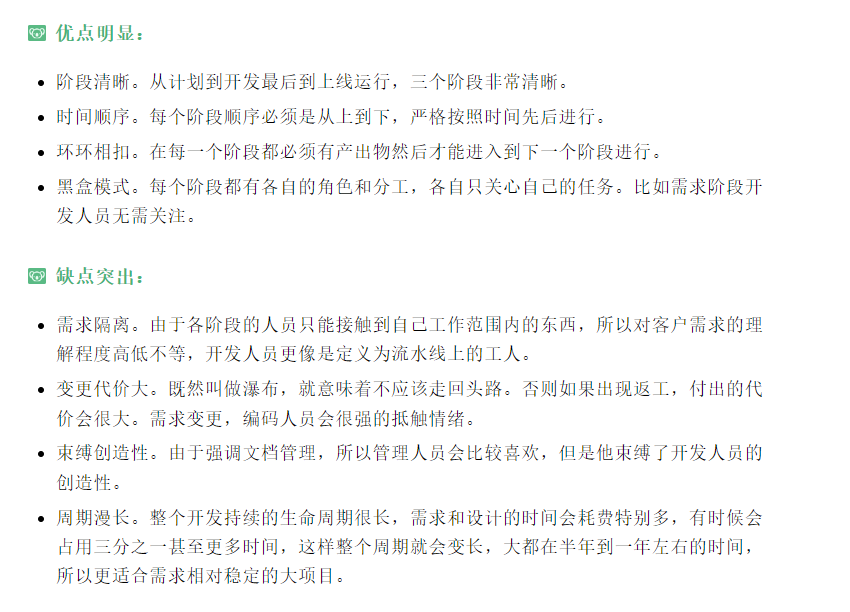 优点明显：
阶段清晰。从计划到开发最后到上线运行，三个阶段非常清晰。
时间顺序。每个阶段顺序必须是从上到下，严格按照时间先后进行。
环环相扣。在每一个阶段都必须有产出物然后才能进入到下一个阶段进行。
黑盒模式。每个阶段都有各自的角色和分工，各自只关心自己的任务。比如需求阶段开
发人员无需关注。
缺点突出：
需求隔离。由于各阶段的人员只能接触到自己工作范围内的东西，所以对客户需求的理
解程度高低不等，开发人员更像是定义为流水线上的工人。
变更代价大。既然叫做瀑布，就意味着不应该走回头路。否则如果出现返工，付出的代
价会很大。需求变更，编码人员会很强的抵触情绪。
束缚创造性。由于强调文档管理，所以管理人员会比较喜欢，但是他束缚了开发人员的
创造性。
周期漫长。整个开发持续的生命周期很长，需求和设计的时间会耗费特别多，有时候会
占用三分之一甚至更多时间，这样整个周期就会变长，大都在半年到一年左右的时间，
所以更适合需求相对稳定的大项目。